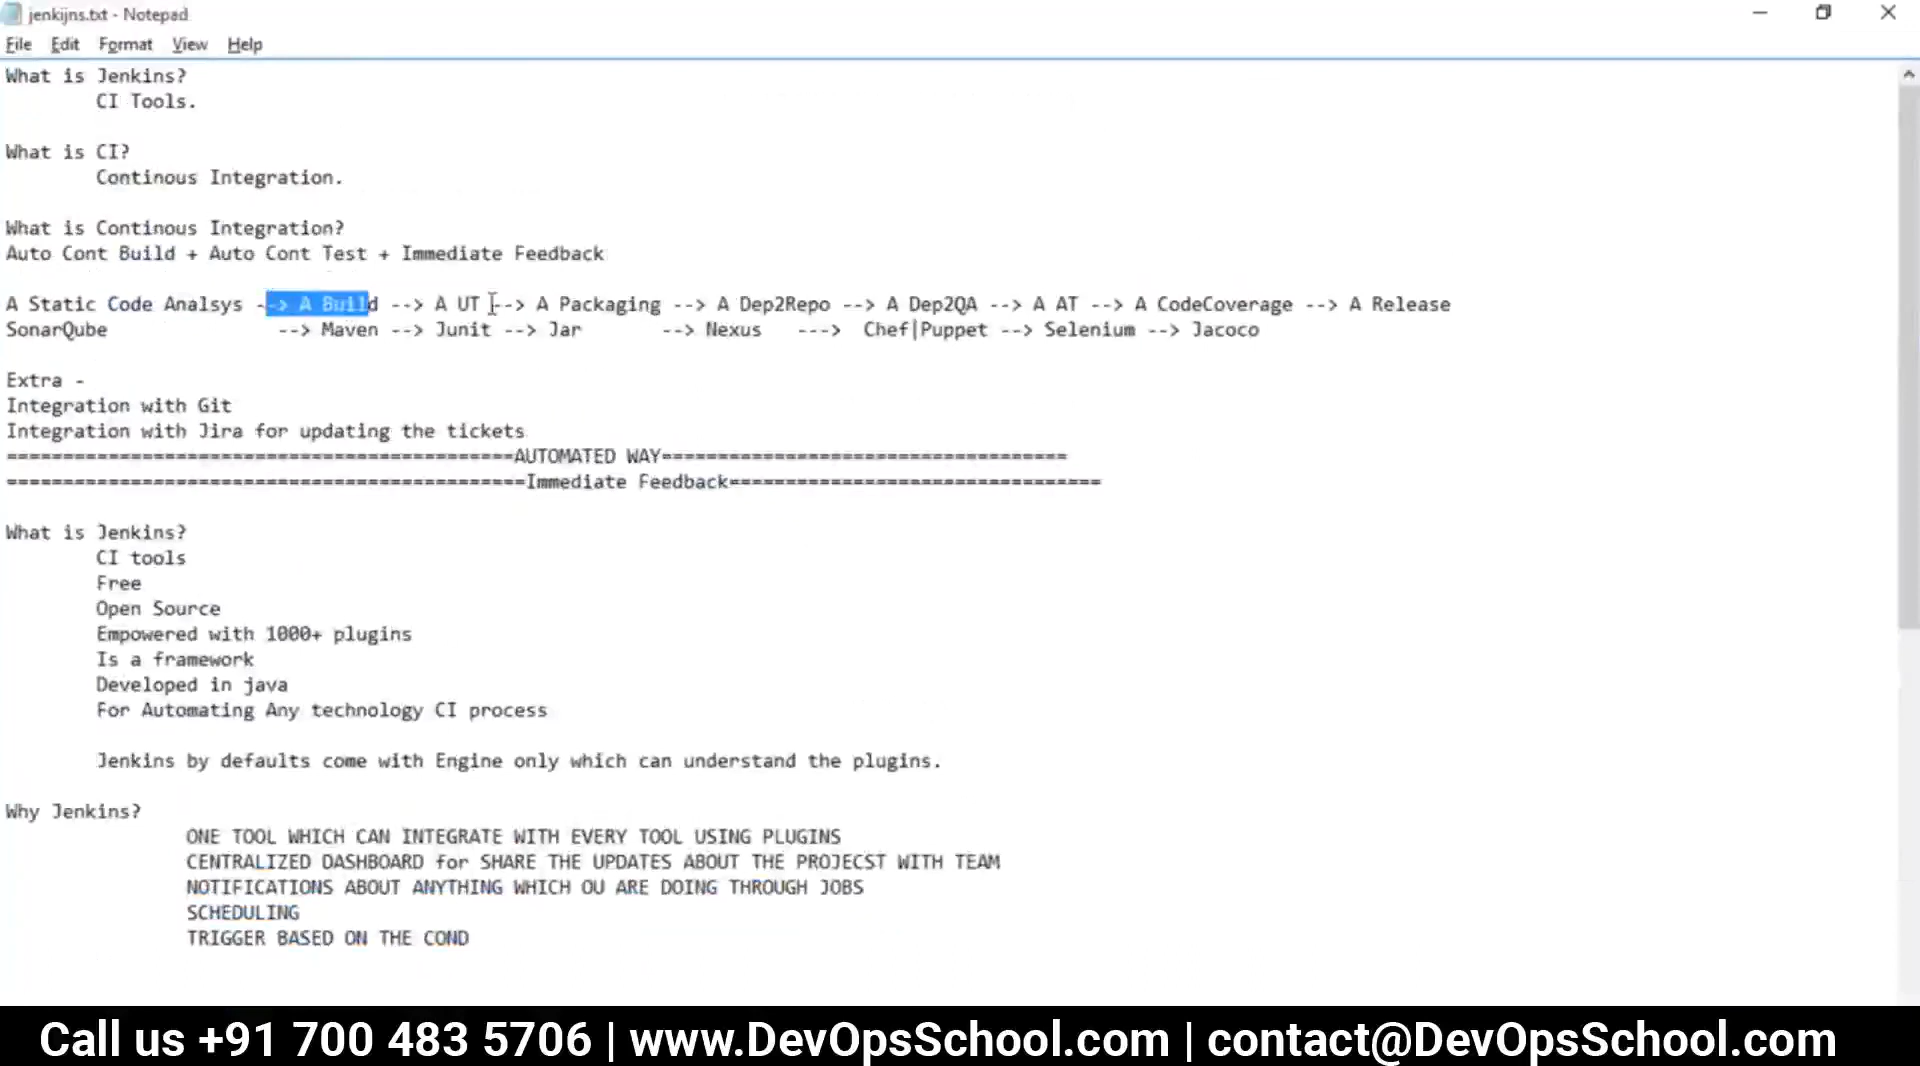 jenkijns.txt - Notepad
File Edit Format View Help
What is Jenkins?
CI Tools.
What is CI?
Continous Integration.
What is Continous Integration?
Auto Cont Build + Auto Cont Test + Immediate Feedback
A Static Code Analsys --> A Build --> A UT --> A Packaging --> A Dep2Repo --> A Dep2QA --> A AT --> A CodeCoverage --> A Release
SonarQube --> Maven --> Junit --> Jar --> Nexus ---> Chef|Puppet --> Selenium --> Jacoco
Extra -
Integration with Git
Integration with Jira for updating the tickets
=============================================AUTOMATED WAY====================================
==============================================Immediate Feedback=================================
What is Jenkins?
CI tools
Free
Open Source
Empowered with 1000+ plugins
Is a framework
Developed in java
For Automating Any technology CI process
Jenkins by defaults come with Engine only which can understand the plugins.
Why Jenkins?
ONE TOOL WHICH CAN INTEGRATE WITH EVERY TOOL USING PLUGINS
CENTRALIZED DASHBOARD for SHARE THE UPDATES ABOUT THE PROJECST WITH TEAM
NOTIFICATIONS ABOUT ANYTHING WHICH OU ARE DOING THROUGH JOBS
SCHEDULING
TRIGGER BASED ON THE COND
Call us +91 700 483 5706 | www.DevOpsSchool.com | contact@DevOpsSchool.com